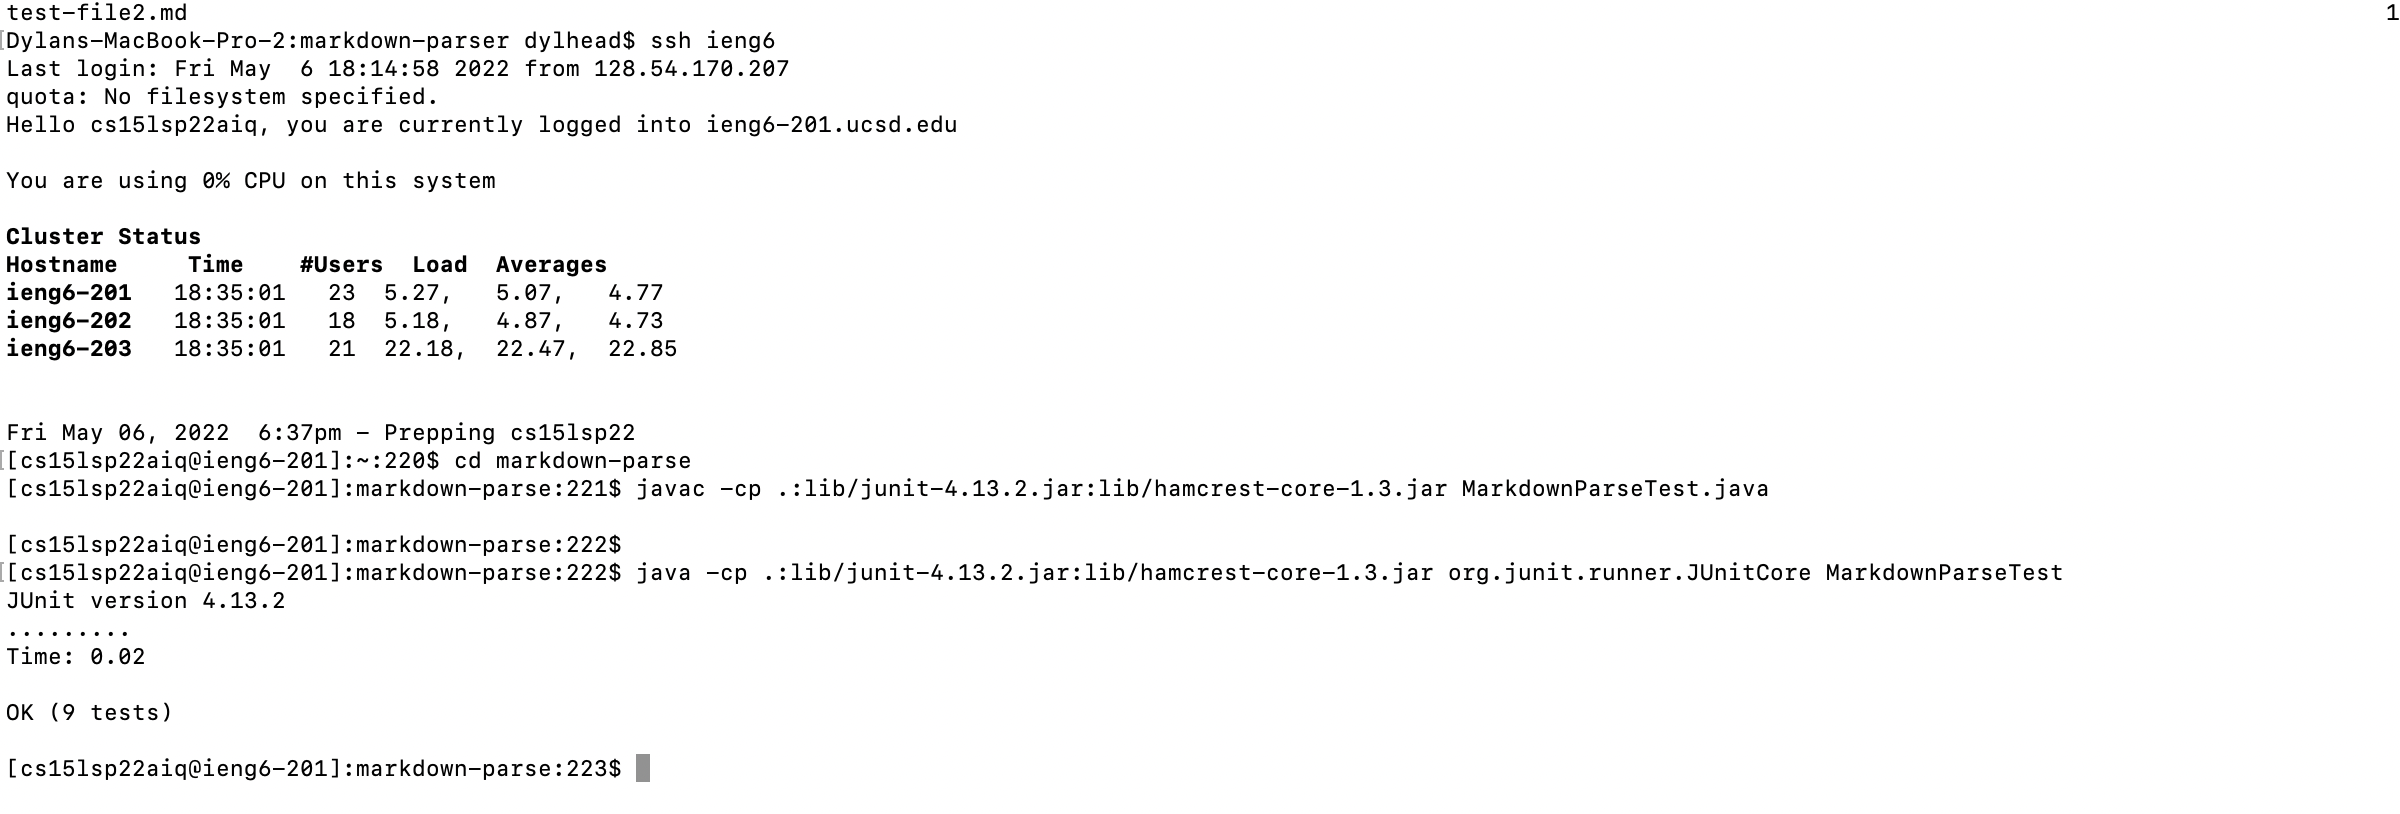 test-file2.md 1
[Dylans-MacBook-Pro-2:markdown-parser dylhead$ ssh ieng6
Last login: Fri May  6 18:14:58 2022 from 128.54.170.207
quota: No filesystem specified.
Hello cs15lsp22aiq, you are currently logged into ieng6-201.ucsd.edu
You are using 0% CPU on this system
Cluster Status
Hostname     Time    #Users  Load  Averages
ieng6-201   18:35:01   23  5.27,   5.07,   4.77
ieng6-202   18:35:01   18  5.18,   4.87,   4.73
ieng6-203   18:35:01   21  22.18,  22.47,  22.85
Fri May 06, 2022  6:37pm - Prepping cs15lsp22
[[cs15lsp22aiq@ieng6-201]:~:220$ cd markdown-parse
[cs15lsp22aiq@ieng6-201]:markdown-parse:221$ javac -cp .:lib/junit-4.13.2.jar:lib/hamcrest-core-1.3.jar MarkdownParseTest.java
[cs15lsp22aiq@ieng6-201]:markdown-parse:222$
[[cs15lsp22aiq@ieng6-201]:markdown-parse:222$ java -cp .:lib/junit-4.13.2.jar:lib/hamcrest-core-1.3.jar org.junit.runner.JUnitCore MarkdownParseTest
JUnit version 4.13.2
.........
Time: 0.02
OK (9 tests)
[cs15lsp22aiq@ieng6-201]:markdown-parse:223$